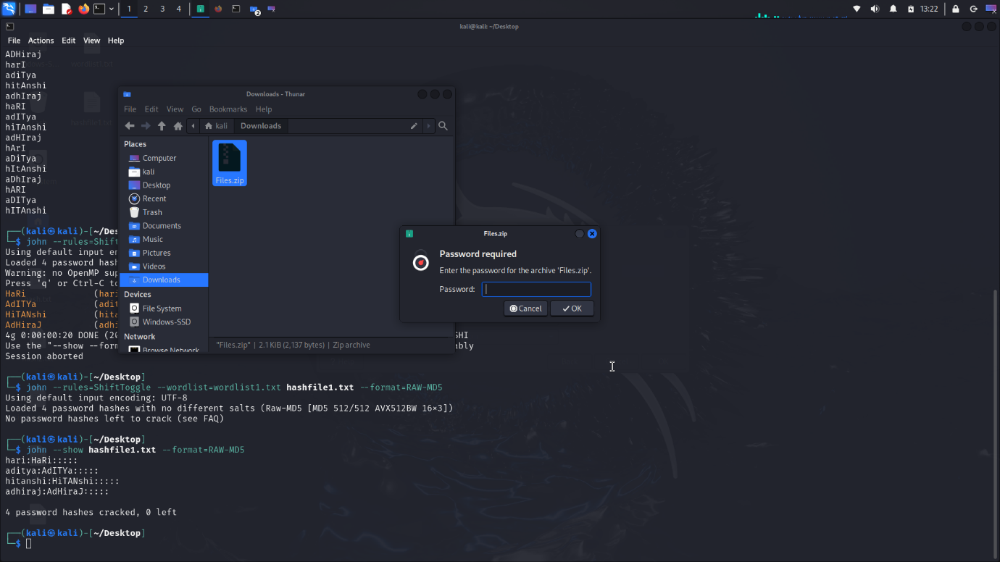 1 2 3 4 2 13:22
kali@kali: ~/Desktop
File Actions Edit View Help
ADHiraj
harI
adiTya
hitAnshi
adhIraj
haRI
adITya
hiTAnshi
adHIraj
hArI
aDiTya
hItAnshi
aDhIraj
hARI
aDITya
hITAnshi
┌──(kali㉿kali)-[~/Des
└─$ john --rules=Shif
Using default input en
Loaded 4 password hash
Warning: no OpenMP sup
Press 'q' or Ctrl-C to
HaRi (hari
AdITYa (adit
HiTANshi (hita
AdHiraJ (adhi
4g 0:00:00:20 DONE (20 SHI
Use the "--show --form ably
Session aborted
┌──(kali㉿kali)-[~/Desktop]
└─$ john --rules=ShiftToggle --wordlist=wordlist1.txt hashfile1.txt --format=RAW-MD5
Using default input encoding: UTF-8
Loaded 4 password hashes with no different salts (Raw-MD5 [MD5 512/512 AVX512BW 16×3])
No password hashes left to crack (see FAQ)
┌──(kali㉿kali)-[~/Desktop]
└─$ john --show hashfile1.txt --format=RAW-MD5
hari:HaRi:::::
aditya:AdITYa:::::
hitanshi:HiTANshi:::::
adhiraj:AdHiraJ:::::
4 password hashes cracked, 0 left
┌──(kali㉿kali)-[~/Desktop]
└─$
Downloads - Thunar
File Edit View Go Bookmarks Help
kali Downloads
Places
Computer
kali
Desktop
Recent
Trash
Documents
Music
Pictures
Videos
Downloads
Devices
File System
Windows-SSD
Network
Browse Network
Files.zip
"Files.zip" | 2.1 KiB (2,137 bytes) | Zip archive
Files.zip
Password required
Enter the password for the archive 'Files.zip'.
Password:
Cancel OK